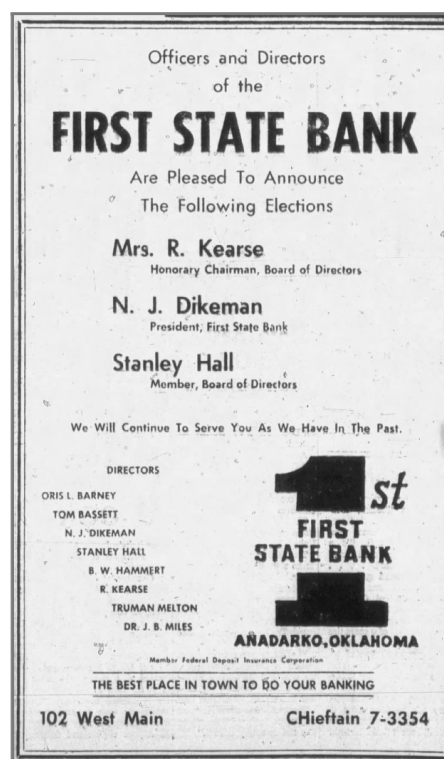 Officers and Directors
of the
FIRST STATE BANK
Are Pleased To Announce
The Following Elections
Mrs. R. Kearse
Honorary Chairman, Board of Directors
N. J. Dikeman
President, First State Bank
Stanley Hall
Member, Board of Directors
We Will Continue To Serve You As We Have In The Past.
DIRECTORS
ORIS L. BARNEY
TOM BASSETT
N. J. DIKEMAN
STANLEY HALL
B. W. HAMMERT
R. KEARSE
TRUMAN MELTON
DR. J. B. MILES
1st
FIRST
STATE BANK
ANADARKO, OKLAHOMA
Member Federal Deposit Insurance Corporation
THE BEST PLACE IN TOWN TO DO YOUR BANKING
102 West Main CHieftain 7-3354